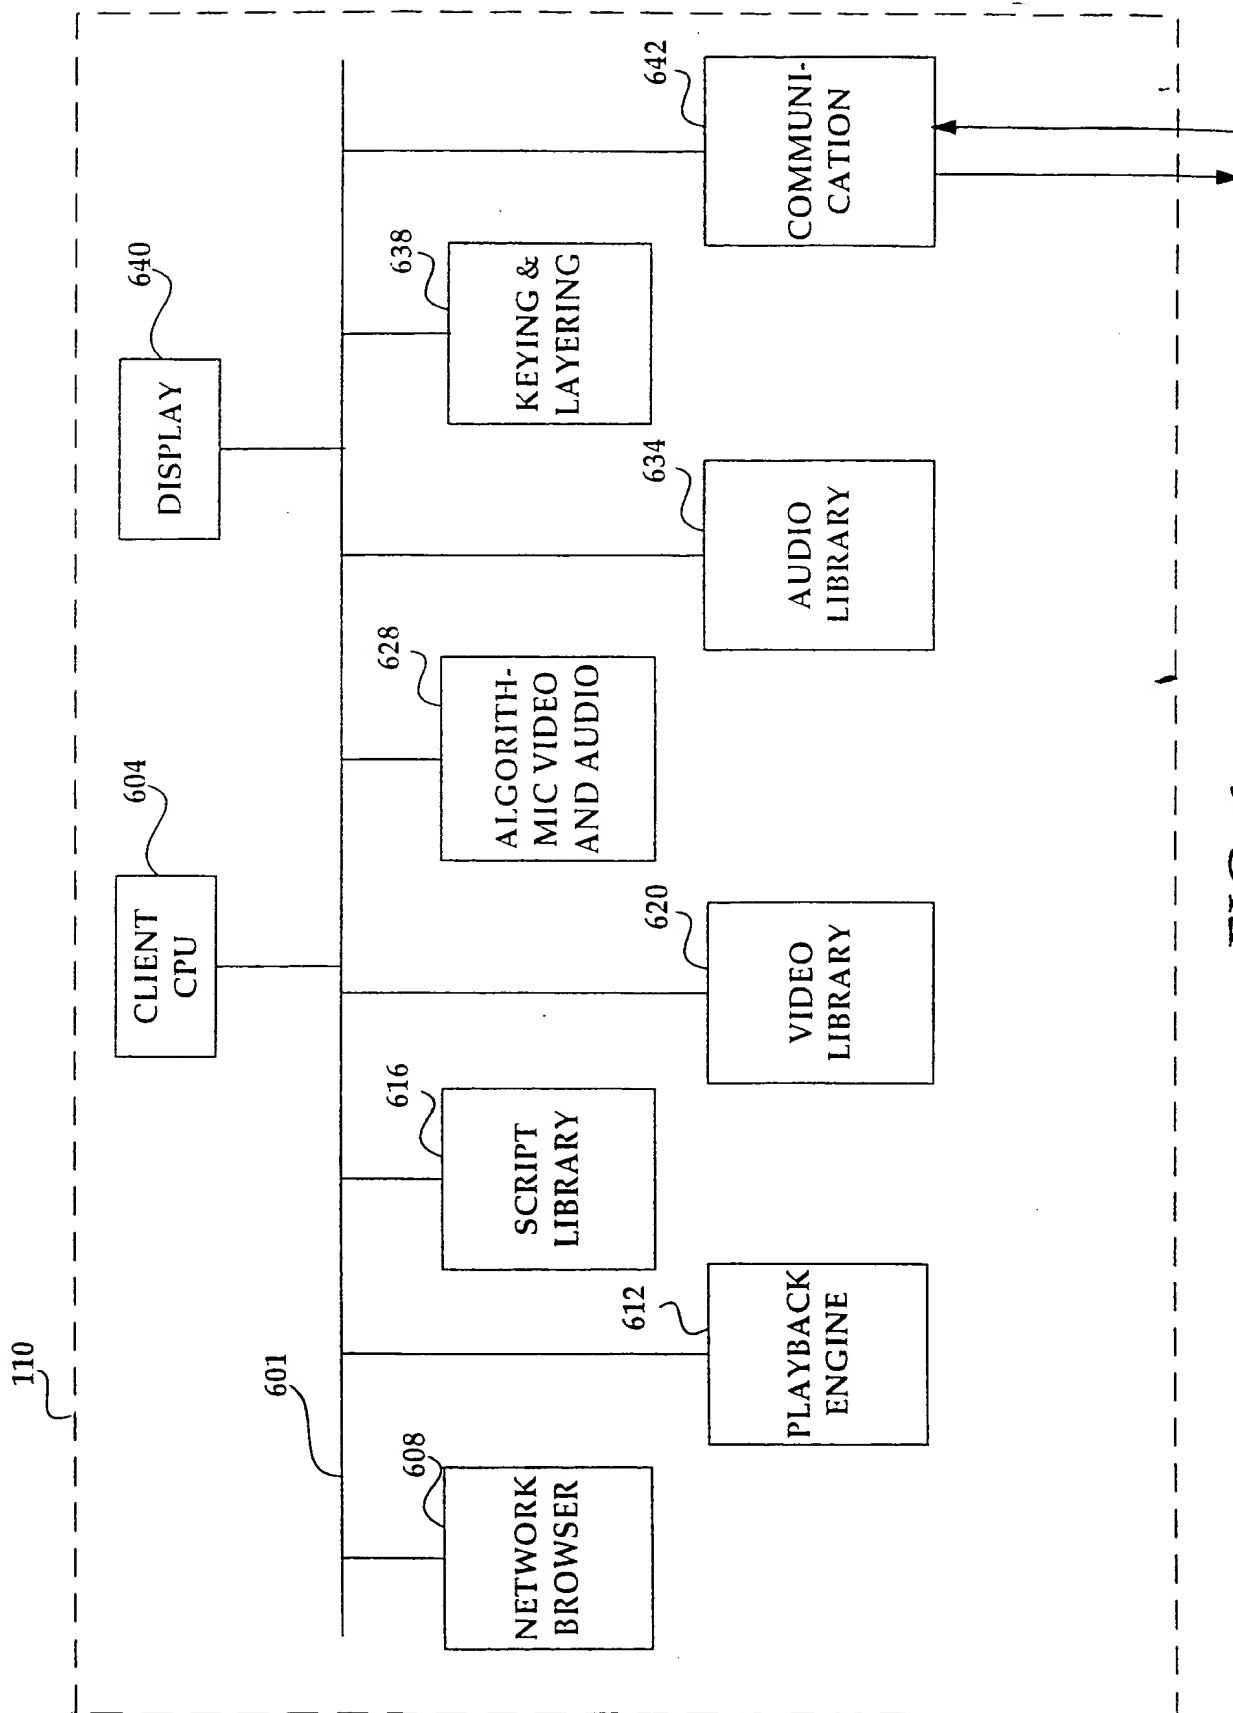 110
601
CLIENT
CPU
604
DISPLAY
640
NETWORK
BROWSER
608
SCRIPT
LIBRARY
616
ALGORITH-
MIC VIDEO
AND AUDIO
628
KEYING &
LAYERING
638
PLAYBACK
ENGINE
612
VIDEO
LIBRARY
620
AUDIO
LIBRARY
634
COMMUNI-
CATION
642